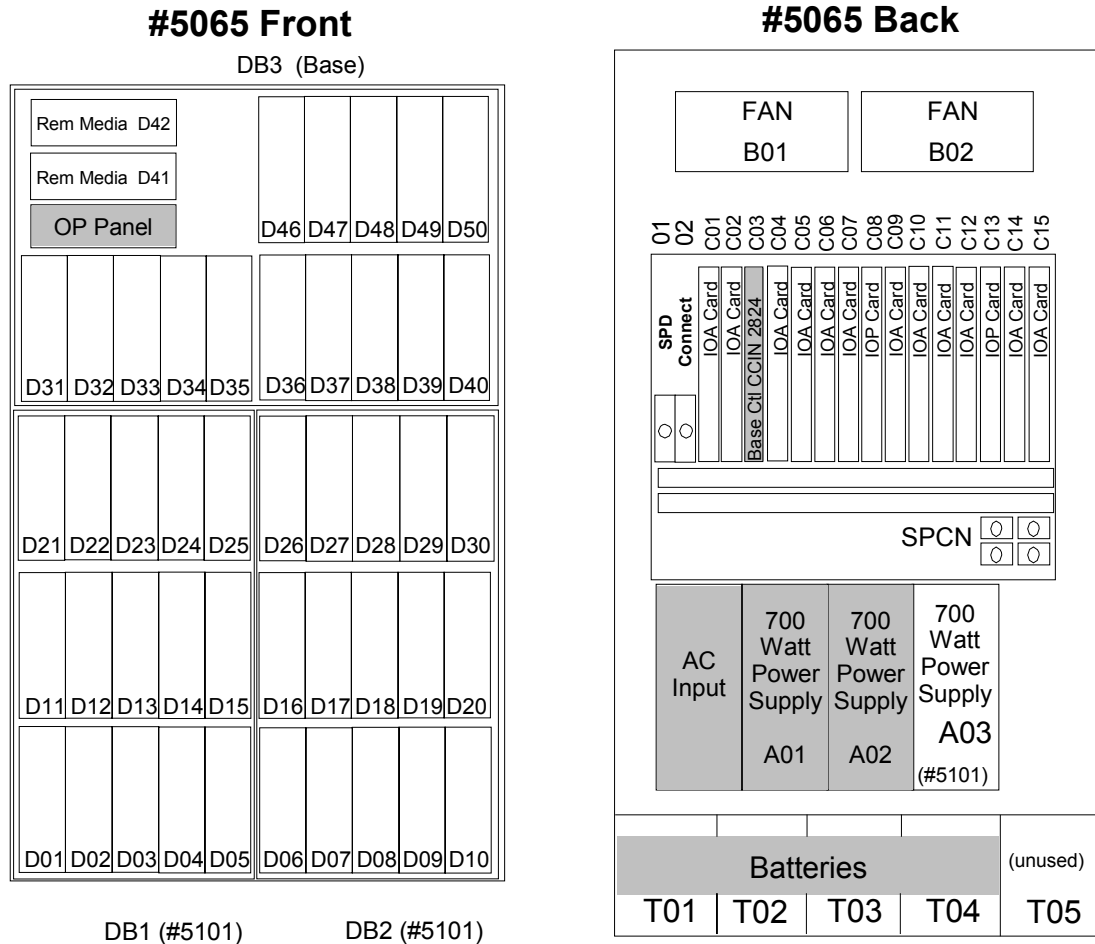 #5065 Front
DB3 (Base)
Rem Media D42
Rem Media D41
OP Panel
D46 D47 D48 D49 D50
D31 D32 D33 D34 D35 D36 D37 D38 D39 D40
D21 D22 D23 D24 D25 D26 D27 D28 D29 D30
D11 D12 D13 D14 D15 D16 D17 D18 D19 D20
D01 D02 D03 D04 D05 D06 D07 D08 D09 D10
DB1 (#5101) DB2 (#5101)
#5065 Back
FAN
B01
FAN
B02
01 02 C01 C02 C03 C04 C05 C06 C07 C08 C09 C10 C11 C12 C13 C14 C15
SPD
Connect
IOA Card
IOA Card
Base Ctl CCIN 2824
IOA Card
IOA Card
IOA Card
IOA Card
IOP Card
IOA Card
IOA Card
IOA Card
IOA Card
IOP Card
IOA Card
IOA Card
SPCN
AC
Input
700
Watt
Power
Supply
A01
700
Watt
Power
Supply
A02
700
Watt
Power
Supply
A03
(#5101)
Batteries
(unused)
T01 T02 T03 T04 T05